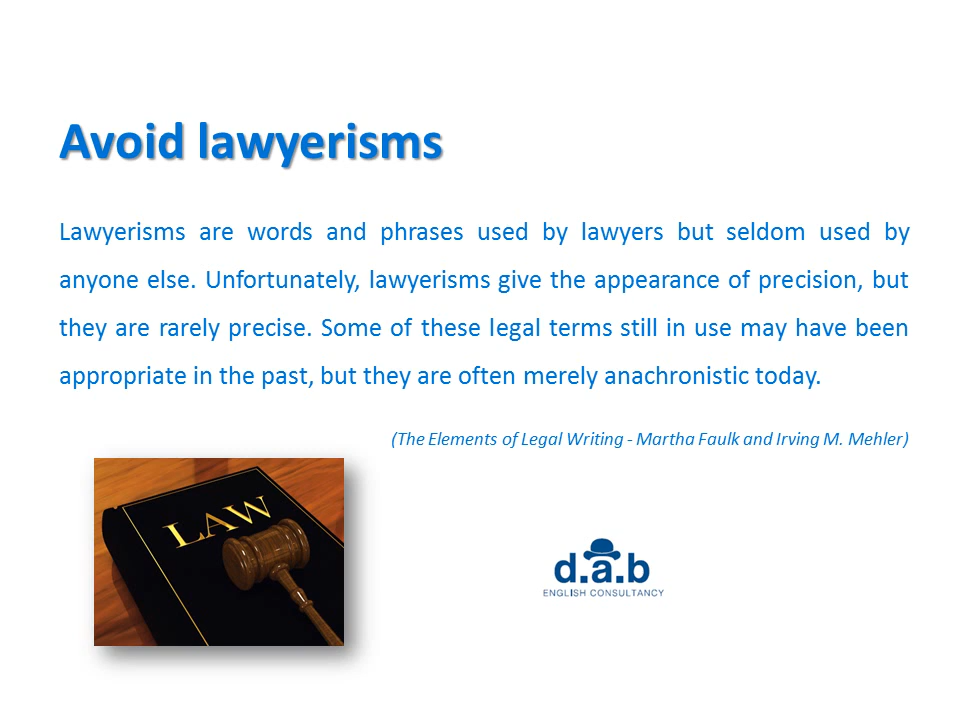 Avoid lawyerisms
Lawyerisms are words and phrases used by lawyers but seldom used by
anyone else. Unfortunately, lawyerisms give the appearance of precision, but
they are rarely precise. Some of these legal terms still in use may have been
appropriate in the past, but they are often merely anachronistic today.
(The Elements of Legal Writing - Martha Faulk and Irving M. Mehler)
LAW
d.a.b
ENGLISH CONSULTANCY